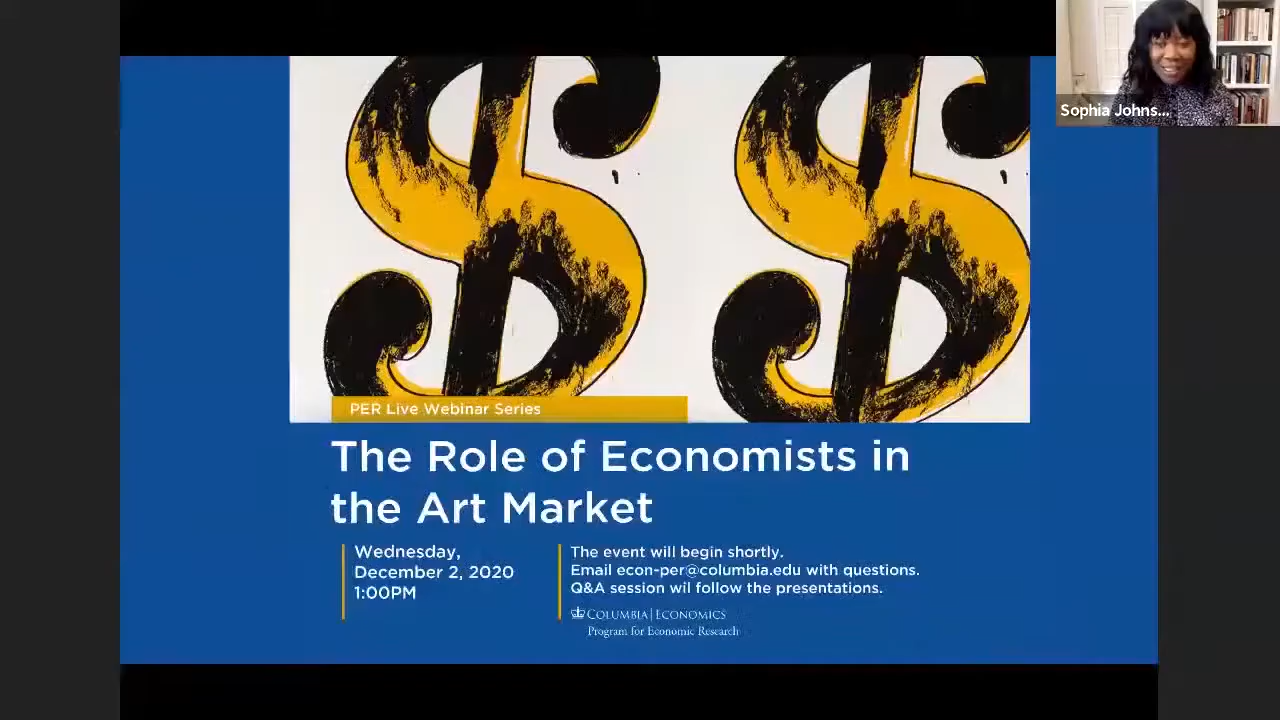 Sophia Johns...
PER Live Webinar Series
The Role of Economists in
the Art Market
Wednesday,
December 2, 2020
1:00PM
The event will begin shortly.
Email econ-per@columbia.edu with questions.
Q&A session wil follow the presentations.
COLUMBIA | ECONOMICS
Program for Economic Research